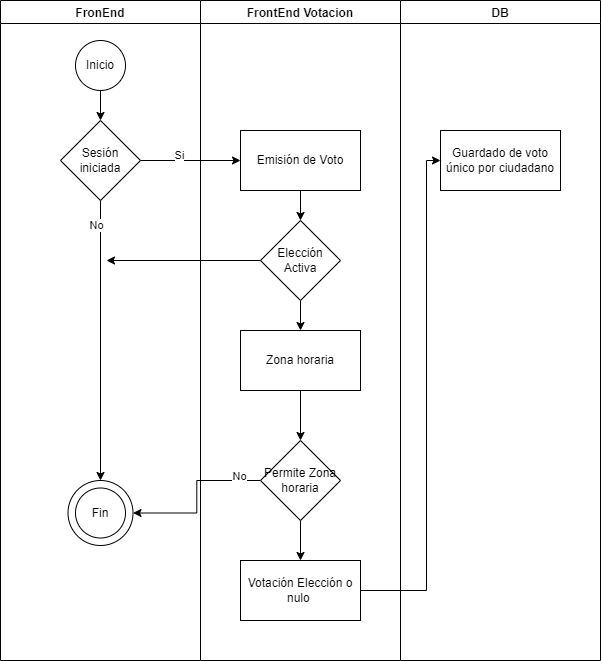 FronEnd
FrontEnd Votacion
DB
Inicio
Sesión
iniciada
Si
Emisión de Voto
Guardado de voto
único por ciudadano
No
Elección
Activa
Zona horaria
Permite Zona
horaria
No
Fin
Votación Elección o
nulo